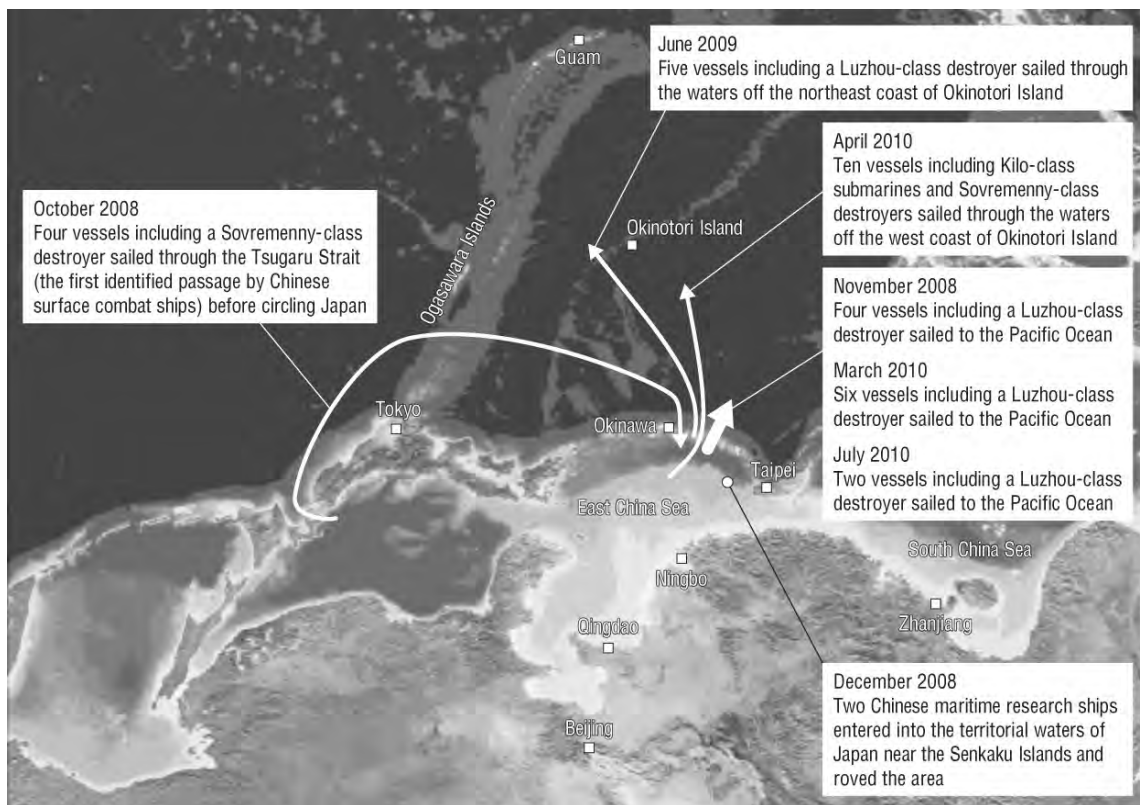 Guam
June 2009
Five vessels including a Luzhou-class destroyer sailed through
the waters off the northeast coast of Okinotori Island
April 2010
Ten vessels including Kilo-class
submarines and Sovremenny-class
destroyers sailed through the waters
off the west coast of Okinotori Island
October 2008
Four vessels including a Sovremenny-class
destroyer sailed through the Tsugaru Strait
(the first identified passage by Chinese
surface combat ships) before circling Japan
Ogasawara Islands
Okinotori Island
November 2008
Four vessels including a Luzhou-class
destroyer sailed to the Pacific Ocean
March 2010
Six vessels including a Luzhou-class
destroyer sailed to the Pacific Ocean
July 2010
Two vessels including a Luzhou-class
destroyer sailed to the Pacific Ocean
Tokyo
Okinawa
Taipei
East China Sea
South China Sea
Ningbo
Zhanjiang
Qingdao
Beijing
December 2008
Two Chinese maritime research ships
entered into the territorial waters of
Japan near the Senkaku Islands and
roved the area